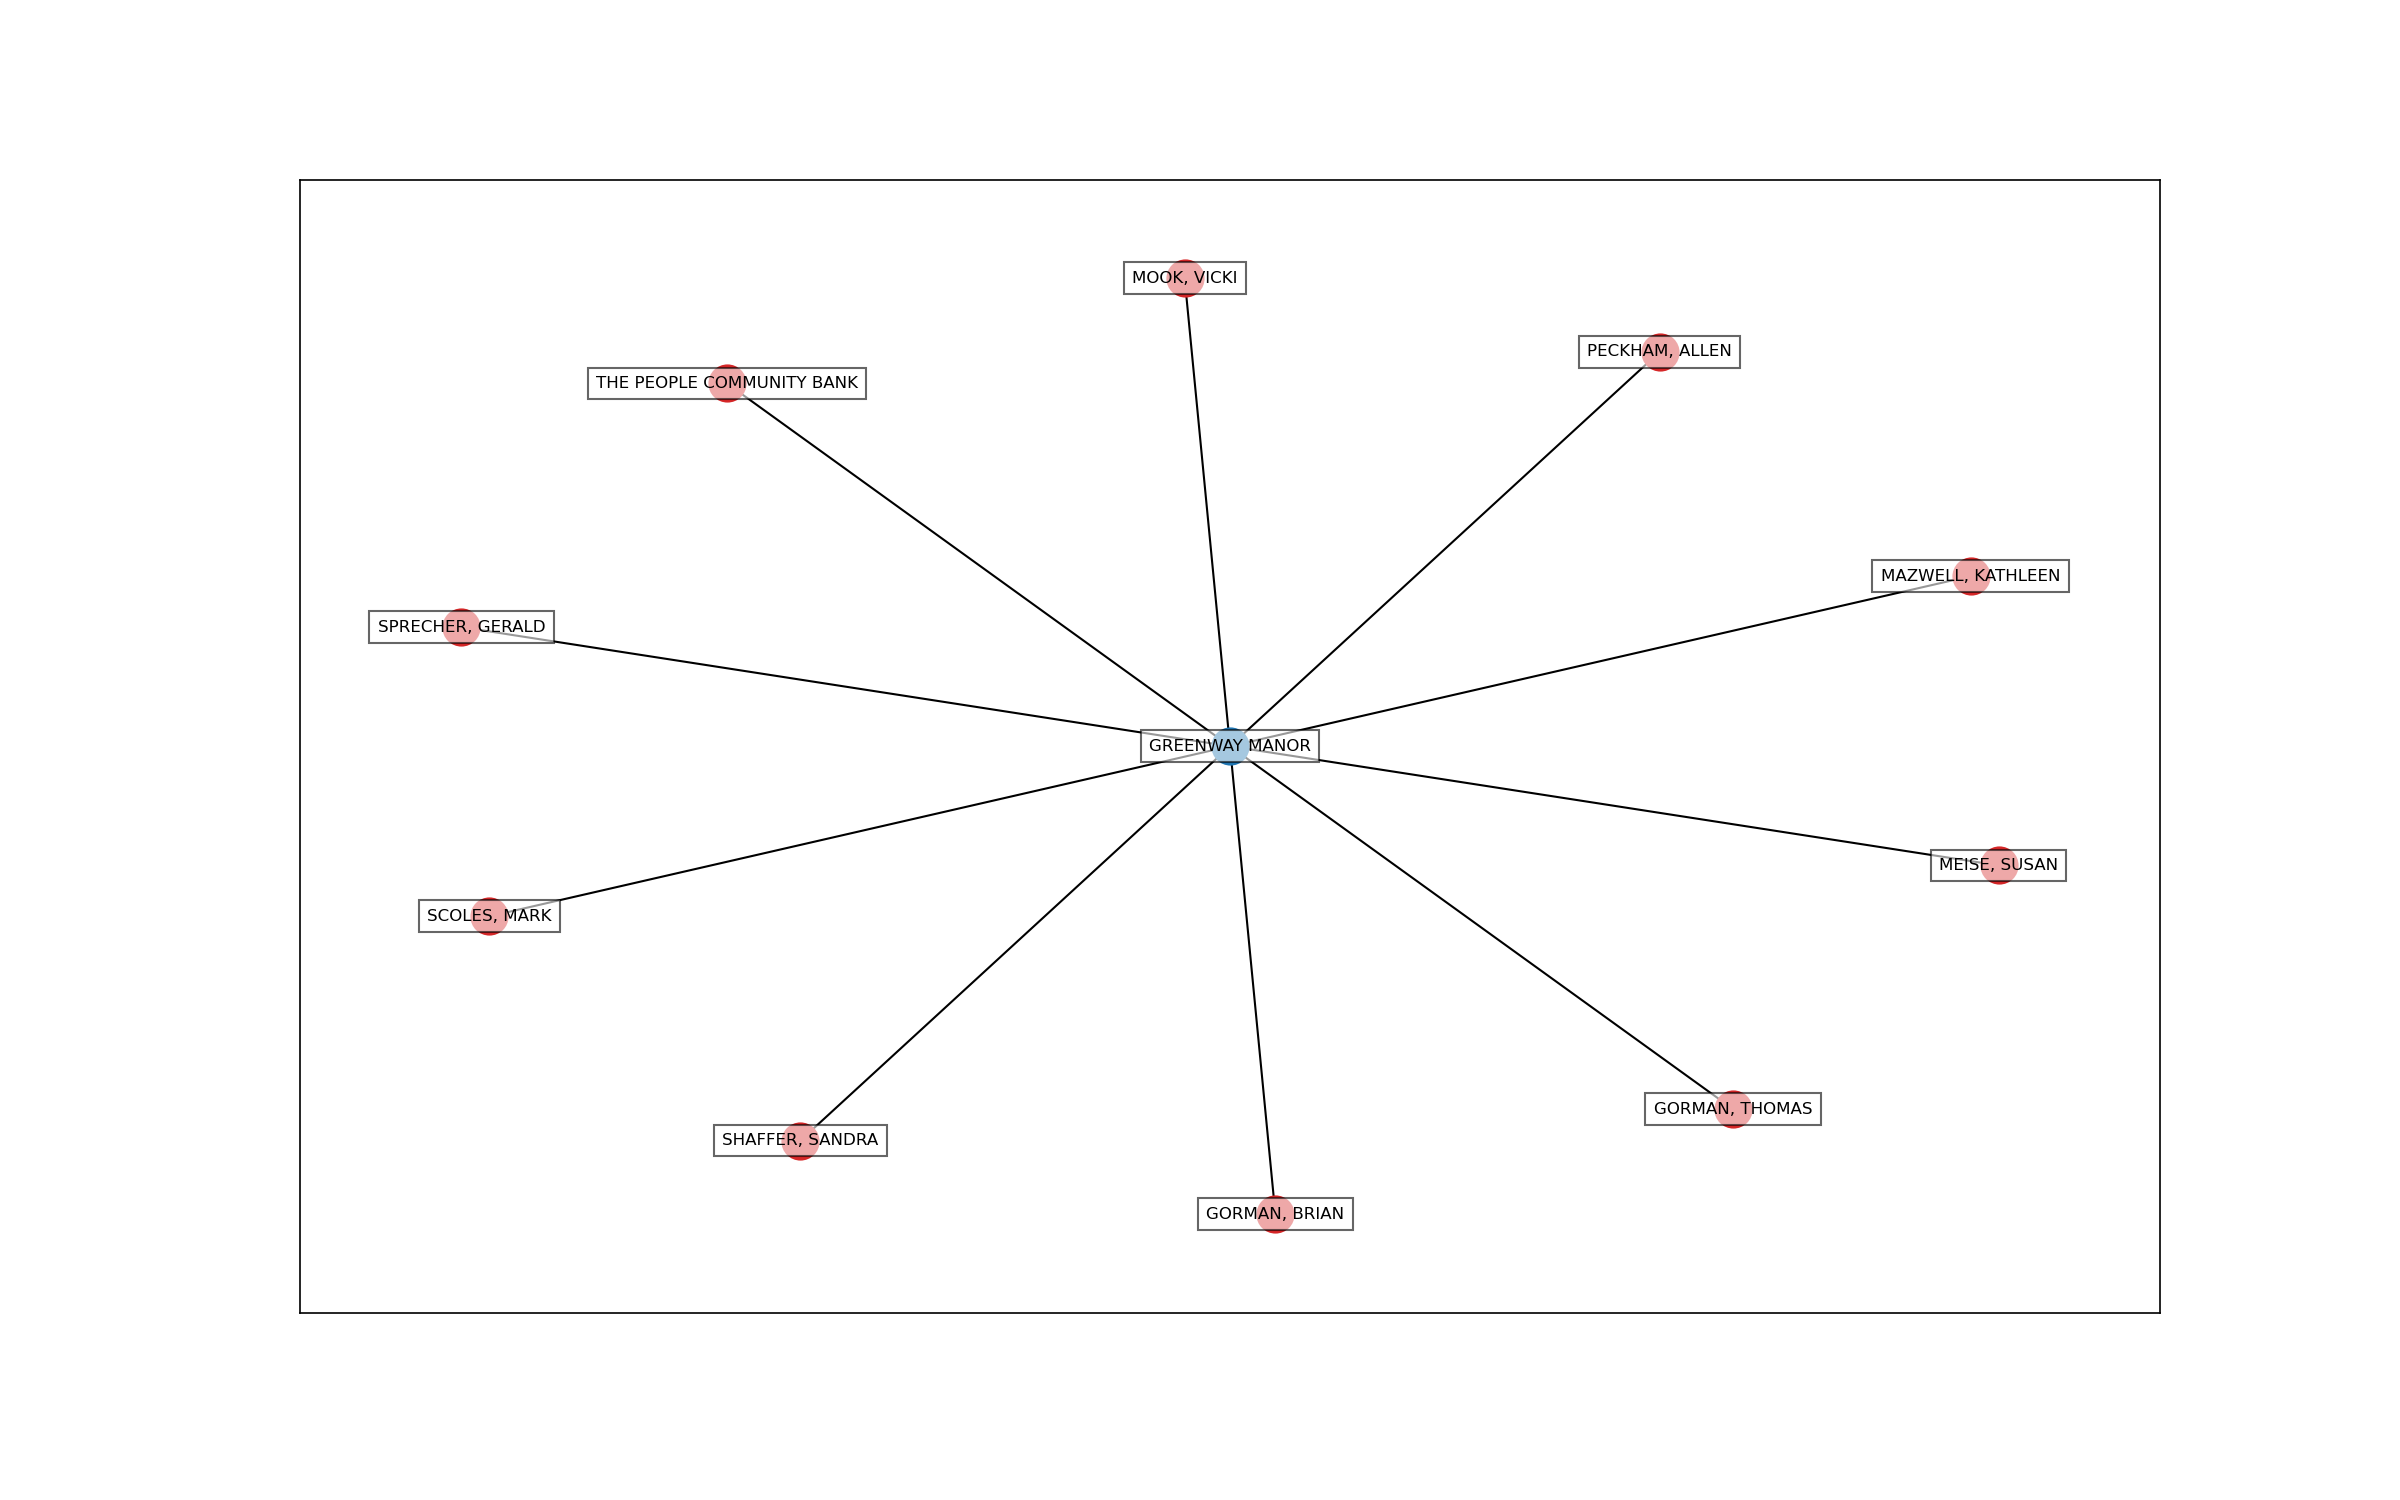 MOOK, VICKI
PECKHAM, ALLEN
THE PEOPLE COMMUNITY BANK
MAZWELL, KATHLEEN
SPRECHER, GERALD
GREENWAY MANOR
MEISE, SUSAN
SCOLES, MARK
GORMAN, THOMAS
SHAFFER, SANDRA
GORMAN, BRIAN